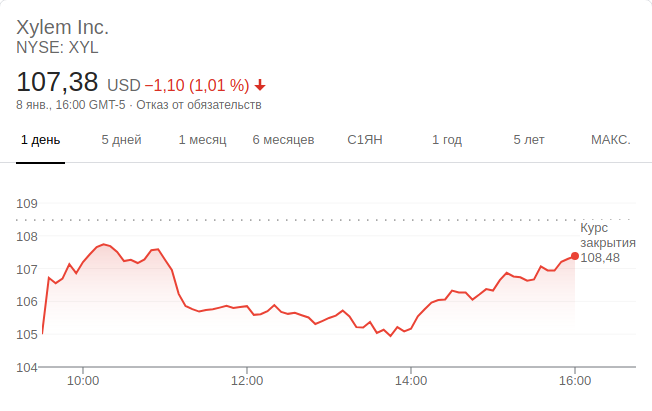 Xylem Inc.
NYSE: XYL
107,38 USD −1,10 (1,01 %)
8 янв., 16:00 GMT-5 · Отказ от обязательств
1 день 5 дней 1 месяц 6 месяцев С1ЯН 1 год 5 лет МАКС.
109
108
107
106
105
104
Курс
закрытия
108,48
10:00 12:00 14:00 16:00